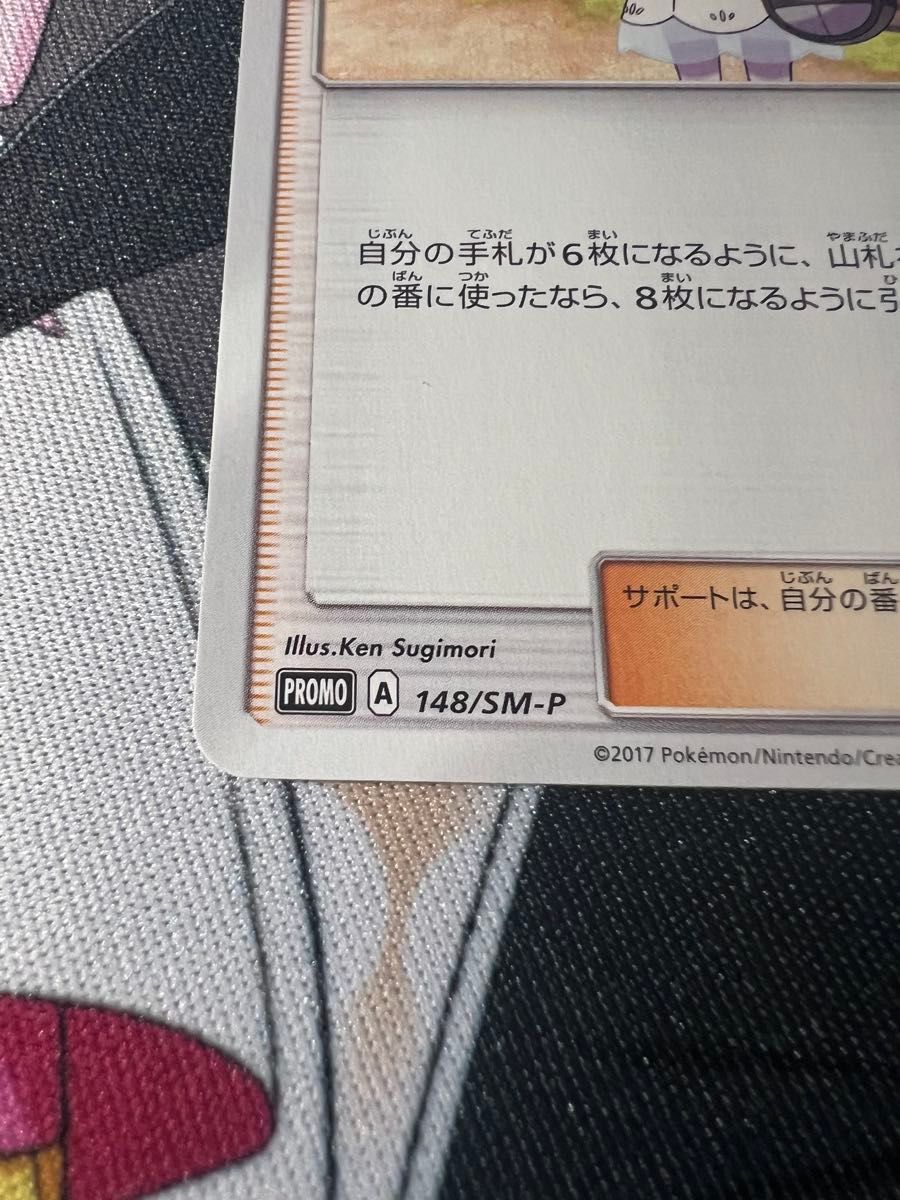 自分の手札が6枚になるように、山札
の番に使ったなら、8枚になるように引
サポートは、自分の番
Illus.Ken Sugimori
PROMO A 148/SM-P
©2017 Pokémon/Nintendo/Crea